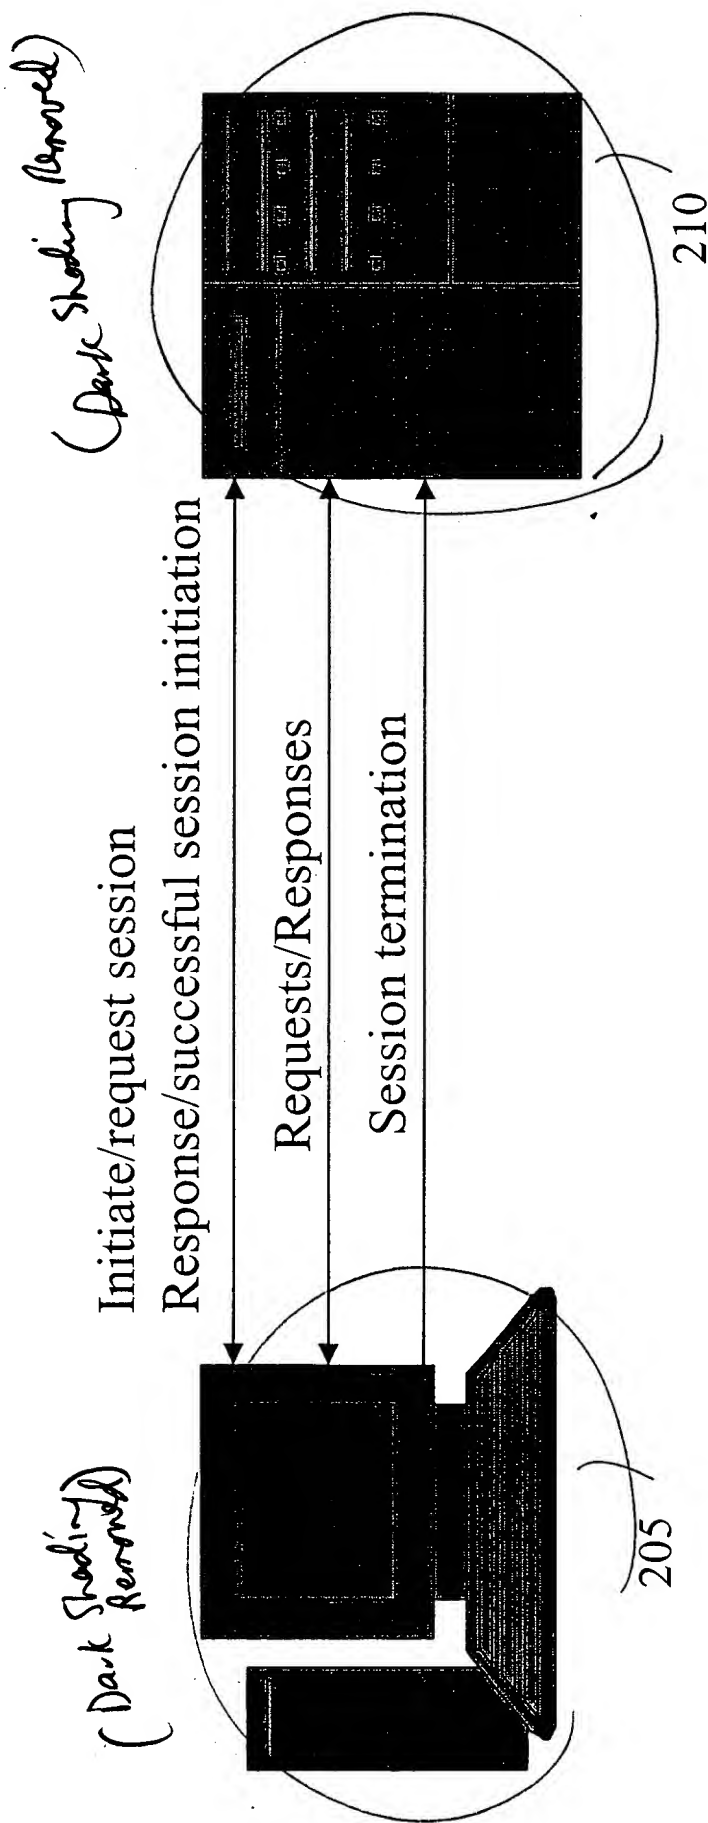 (Dark Shading
Removed)
(Dark Shading Removed)
Initiate/request session
Response/successful session initiation
Requests/Responses
Session termination
205
210